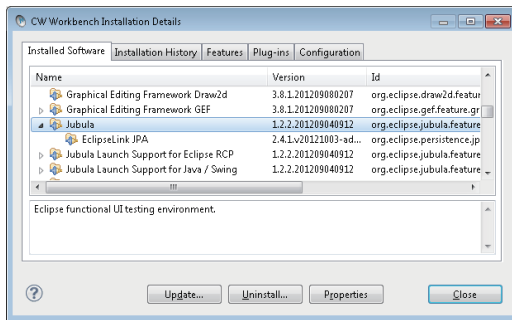 CW Workbench Installation Details
Installed Software Installation History Features Plug-ins Configuration
Name Version Id
Graphical Editing Framework Draw2d 3.8.1.201209080207 org.eclipse.draw2d.featur
Graphical Editing Framework GEF 3.8.1.201209080207 org.eclipse.gef.feature.gr
Jubula 1.2.2.201209040912 org.eclipse.jubula.feature
EclipseLink JPA 2.4.1.v20121003-ad... org.eclipse.persistence.jp
Jubula Launch Support for Eclipse RCP 1.2.2.201209040912 org.eclipse.jubula.feature
Jubula Launch Support for Java / Swing 1.2.2.201209040912 org.eclipse.jubula.feature
Eclipse functional UI testing environment.
Update... Uninstall... Properties Close